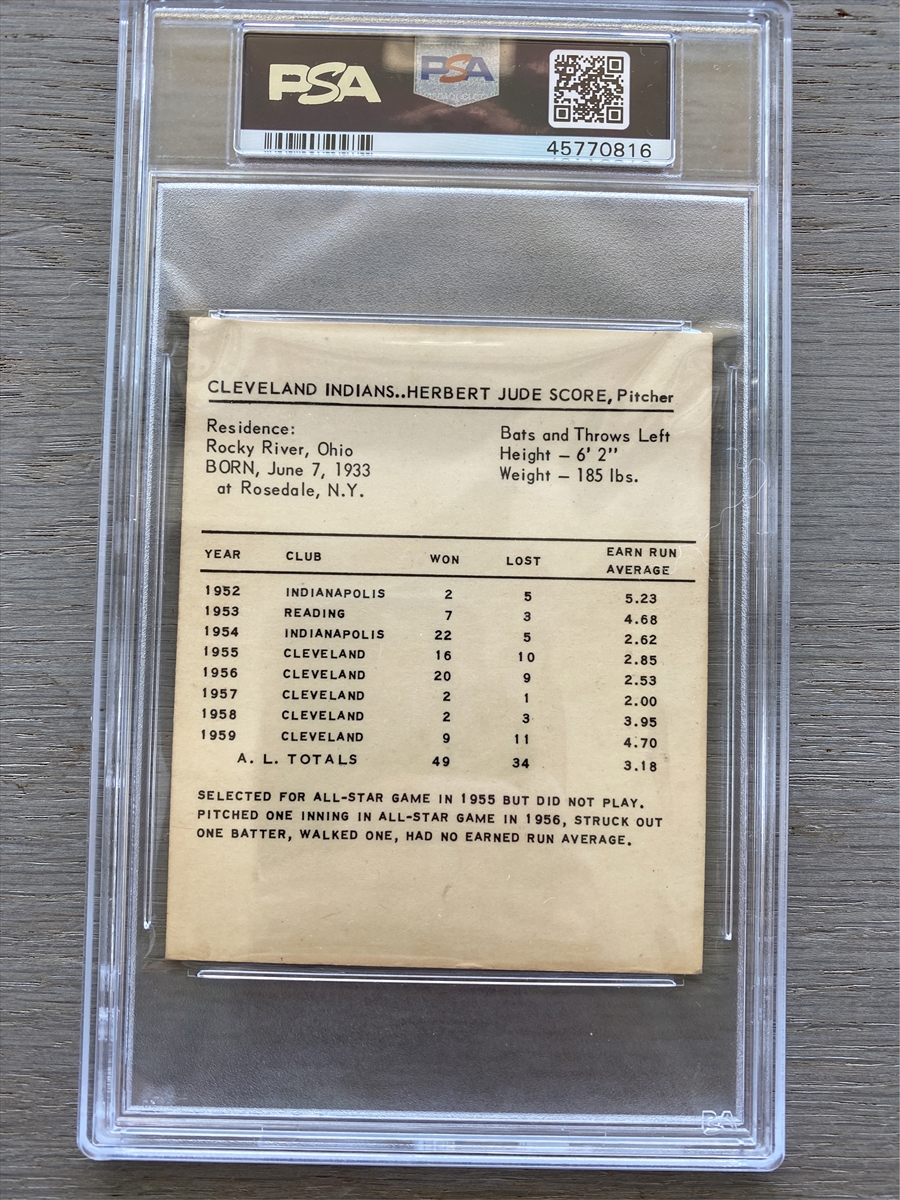 PSA
PSA
45770816
CLEVELAND INDIANS..HERBERT JUDE SCORE, Pitcher
Residence:
Rocky River, Ohio
BORN, June 7, 1933
at Rosedale, N.Y.
Bats and Throws Left
Height – 6' 2"
Weight – 185 lbs.
YEAR CLUB WON LOST EARN RUN AVERAGE
1952 INDIANAPOLIS 2 5 5.23
1953 READING 7 3 4.68
1954 INDIANAPOLIS 22 5 2.62
1955 CLEVELAND 16 10 2.85
1956 CLEVELAND 20 9 2.53
1957 CLEVELAND 2 1 2.00
1958 CLEVELAND 2 3 3.95
1959 CLEVELAND 9 11 4.70
A. L. TOTALS 49 34 3.18
SELECTED FOR ALL-STAR GAME IN 1955 BUT DID NOT PLAY.
PITCHED ONE INNING IN ALL-STAR GAME IN 1956, STRUCK OUT
ONE BATTER, WALKED ONE, HAD NO EARNED RUN AVERAGE.